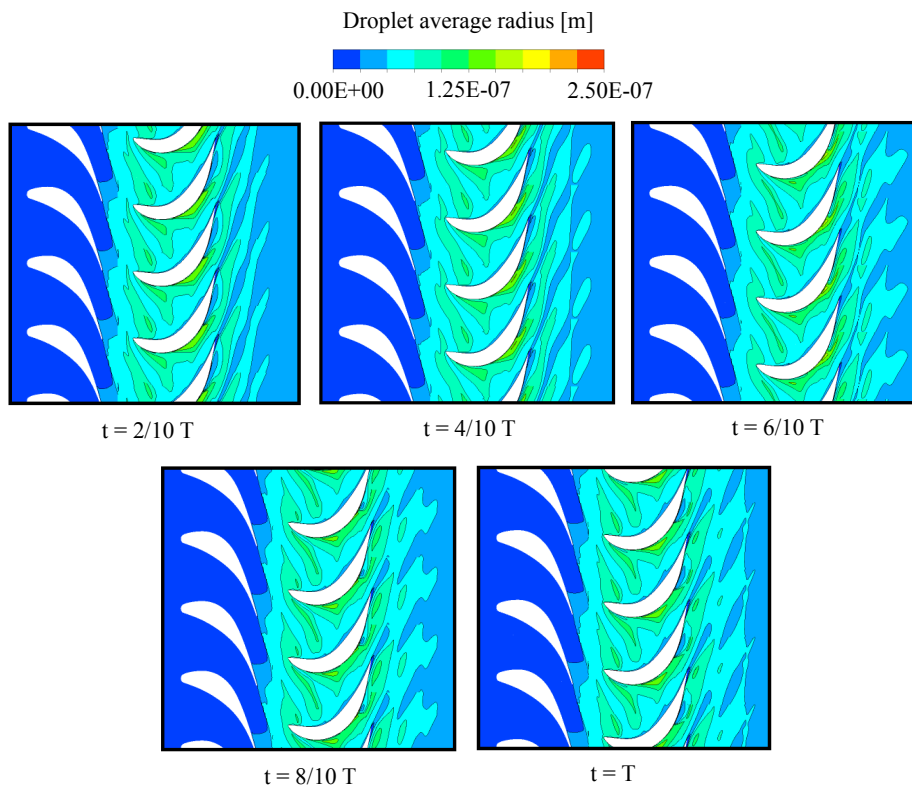 Droplet average radius [m]
0.00E+00 1.25E-07 2.50E-07
t = 2/10 T t = 4/10 T t = 6/10 T
t = 8/10 T t = T